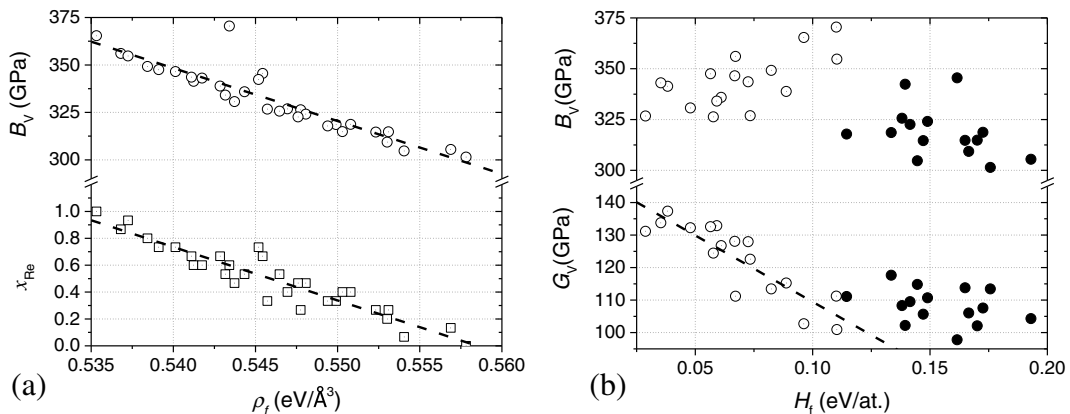 375
350
325
300
B_V (GPa)
1.0
0.8
0.6
0.4
0.2
0.0
x_Re
0.535 0.540 0.545 0.550 0.555 0.560
(a)
ρ_f (eV/Å³)
375
350
325
300
B_V(GPa)
130
120
110
100
G_V(GPa)
0.05 0.10 0.15 0.20
(b)
H_f (eV/at.)